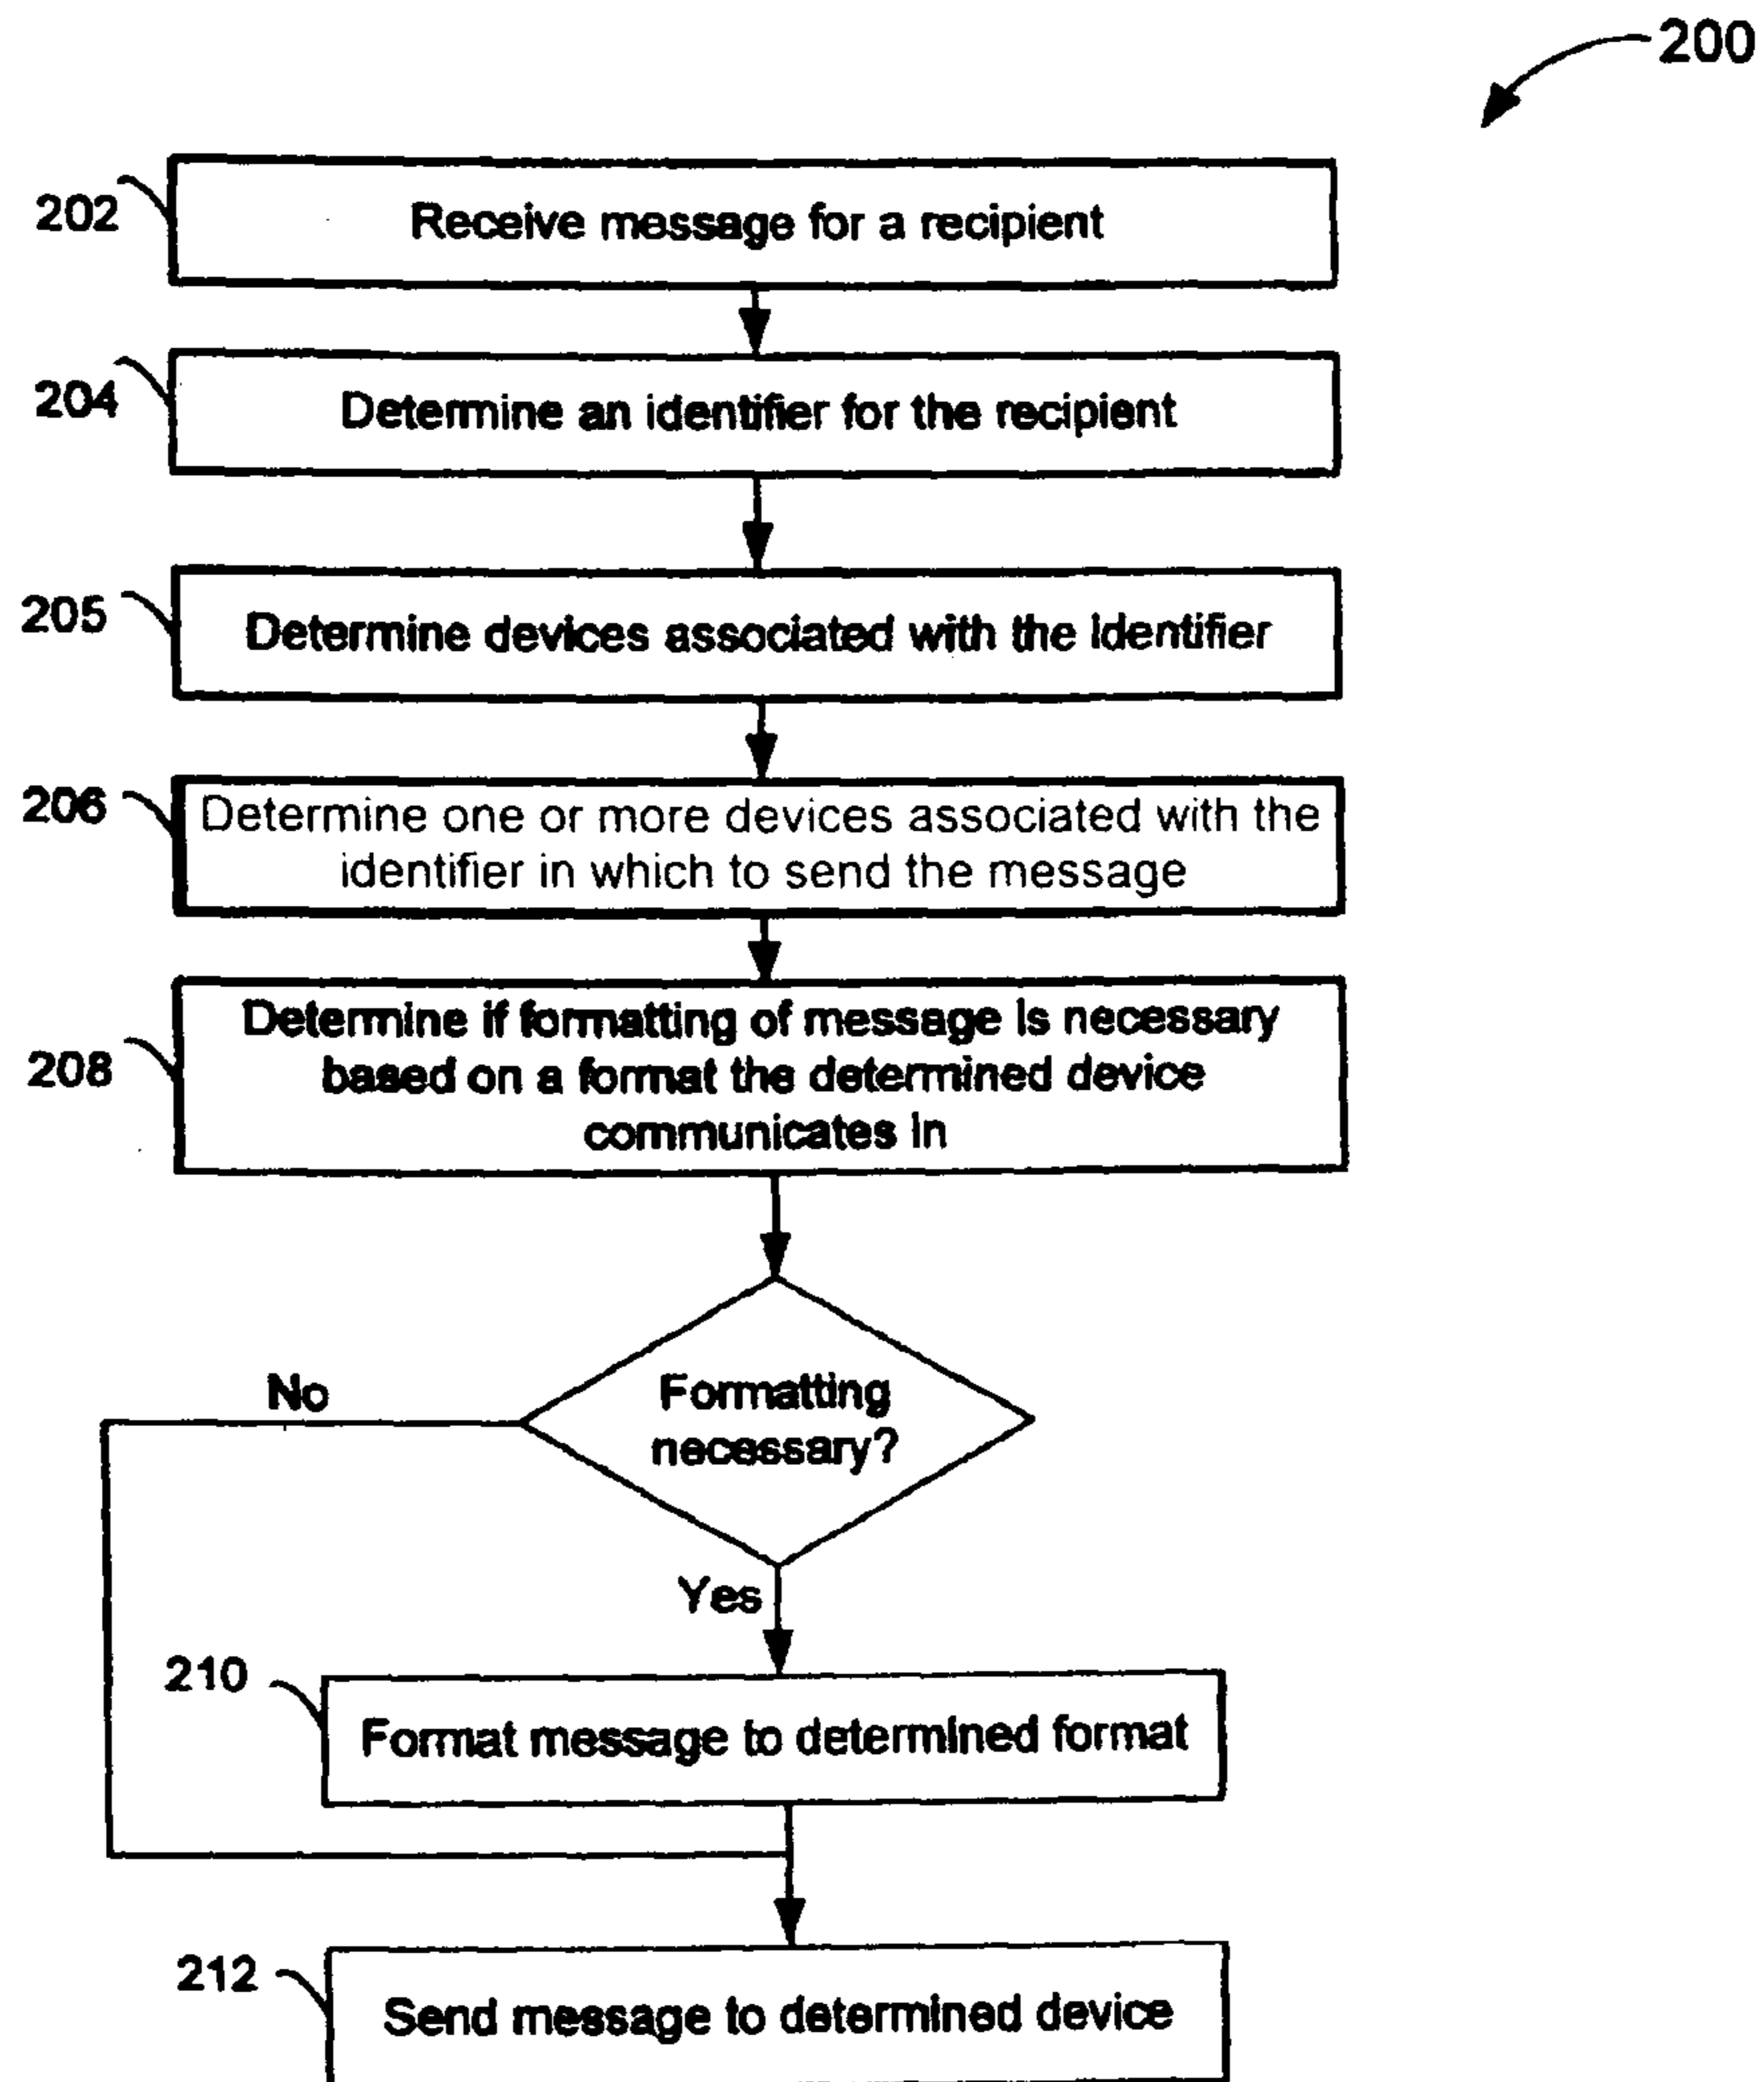 200
202
Receive message for a recipient
204
Determine an identifier for the recipient
205
Determine devices associated with the identifier
206
Determine one or more devices associated with the
identifier in which to send the message
208
Determine if formatting of message is necessary
based on a format the determined device
communicates in
Formatting
necessary?
No
Yes
210
Format message to determined format
212
Send message to determined device